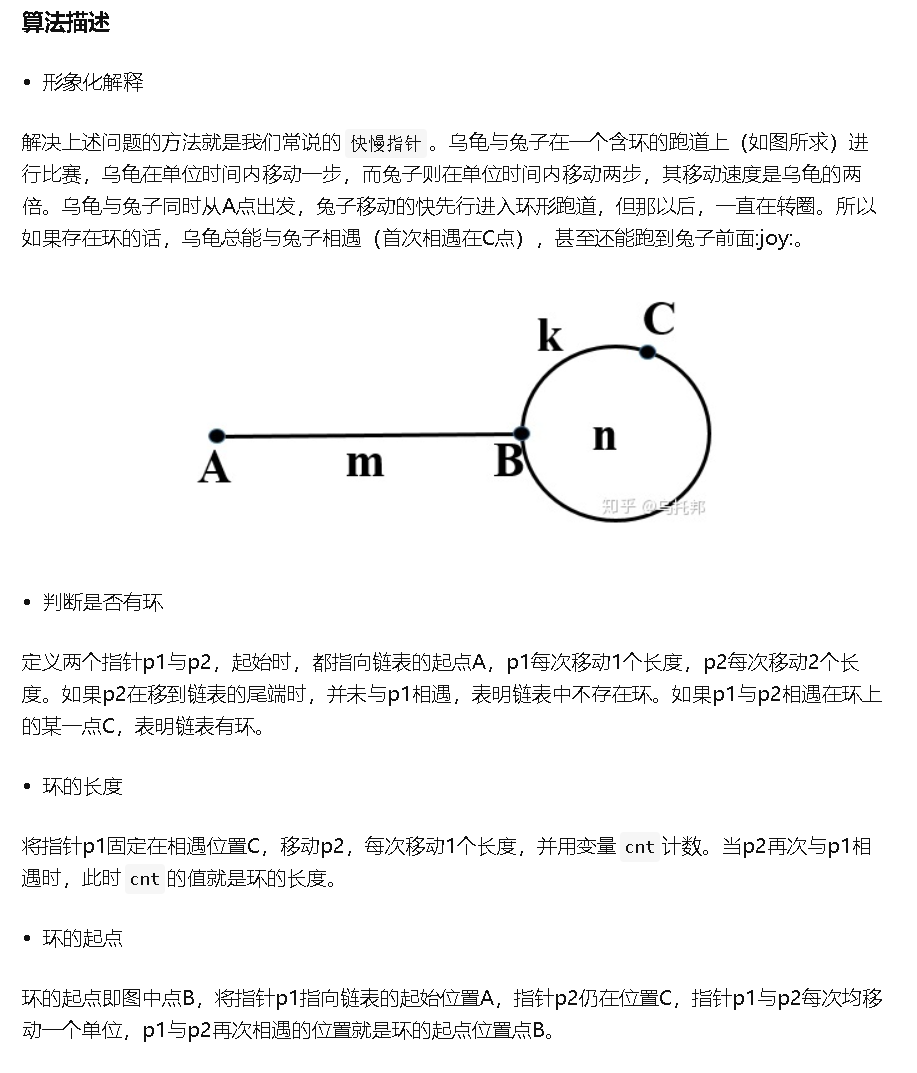 算法描述
• 形象化解释
解决上述问题的方法就是我们常说的 快慢指针 。乌龟与兔子在一个含环的跑道上（如图所求）进
行比赛，乌龟在单位时间内移动一步，而兔子则在单位时间内移动两步，其移动速度是乌龟的两
倍。乌龟与兔子同时从A点出发，兔子移动的快先行进入环形跑道，但那以后，一直在转圈。所以
如果存在环的话，乌龟总能与兔子相遇（首次相遇在C点），甚至还能跑到兔子前面:joy:。
C
k
n
A
m
B
知乎 @乌托邦
• 判断是否有环
定义两个指针p1与p2，起始时，都指向链表的起点A，p1每次移动1个长度，p2每次移动2个长
度。如果p2在移到链表的尾端时，并未与p1相遇，表明链表中不存在环。如果p1与p2相遇在环上
的某一点C，表明链表有环。
• 环的长度
将指针p1固定在相遇位置C，移动p2，每次移动1个长度，并用变量 cnt 计数。当p2再次与p1相
遇时，此时 cnt 的值就是环的长度。
• 环的起点
环的起点即图中点B，将指针p1指向链表的起始位置A，指针p2仍在位置C，指针p1与p2每次均移
动一个单位，p1与p2再次相遇的位置就是环的起点位置点B。